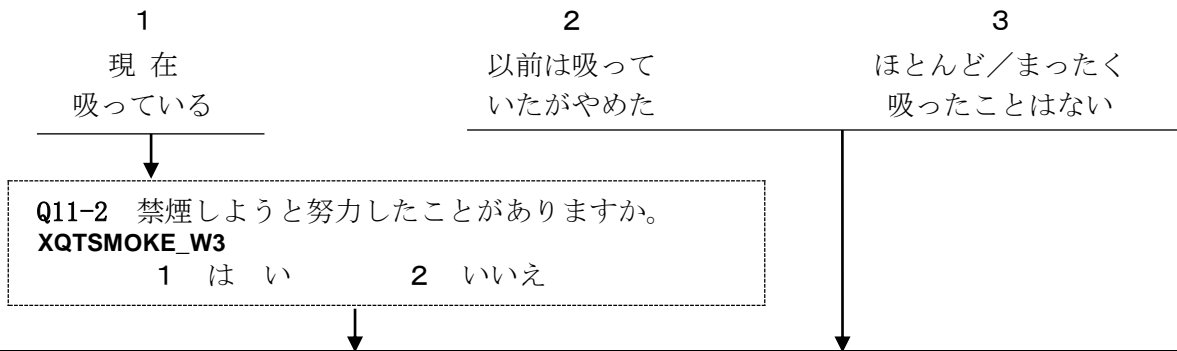 1 2 3
現 在 以前は吸って ほとんど／まったく
吸っている いたがやめた 吸ったことはない
Q11-2 禁煙しようと努力したことがありますか。
XQTSMOKE_W3
1 は い 2 いいえ